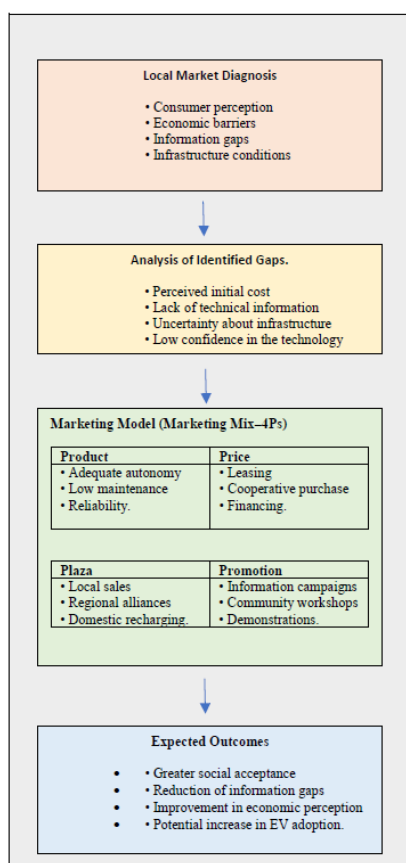 Local Market Diagnosis
• Consumer perception
• Economic barriers
• Information gaps
• Infrastructure conditions
Analysis of Identified Gaps.
• Perceived initial cost
• Lack of technical information
• Uncertainty about infrastructure
• Low confidence in the technology
Marketing Model (Marketing Mix–4Ps)
Product
• Adequate autonomy
• Low maintenance
• Reliability.
Price
• Leasing
• Cooperative purchase
• Financing.
Plaza
• Local sales
• Regional alliances
• Domestic recharging.
Promotion
• Information campaigns
• Community workshops
• Demonstrations.
Expected Outcomes
• • Greater social acceptance
• • Reduction of information gaps
• • Improvement in economic perception
• • Potential increase in EV adoption.